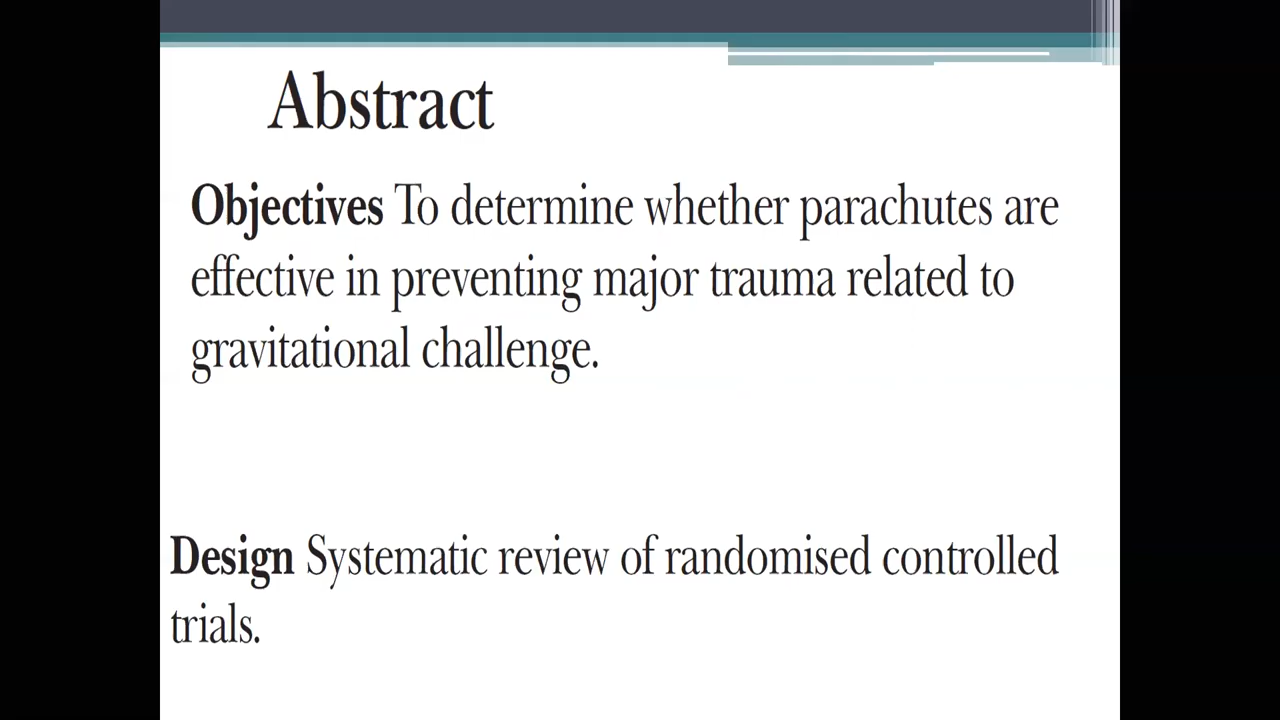 Abstract
Objectives To determine whether parachutes are
effective in preventing major trauma related to
gravitational challenge.
Design Systematic review of randomised controlled
trials.